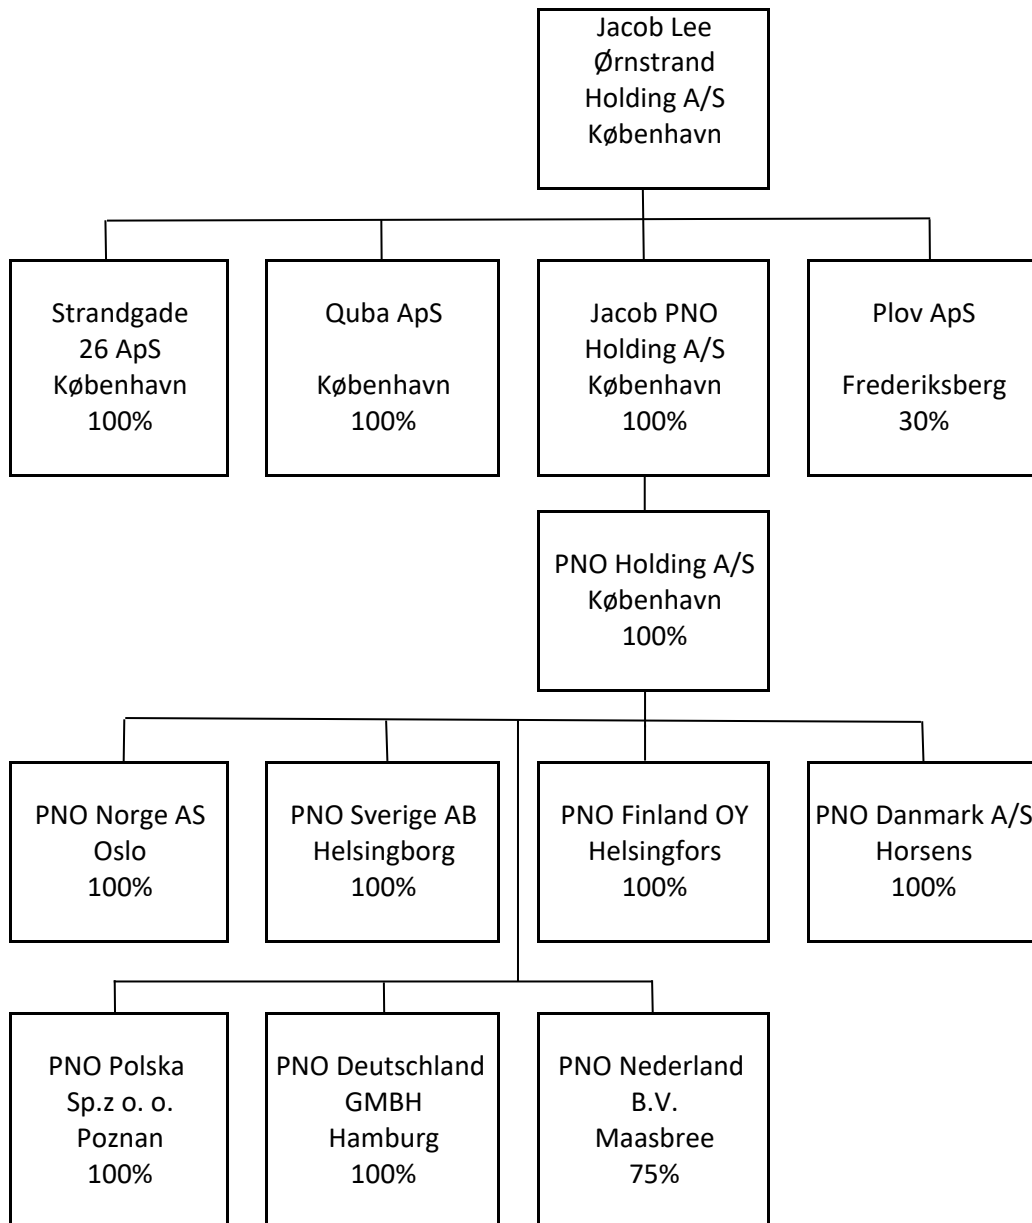 Jacob Lee
Ørnstrand
Holding A/S
København
Strandgade
26 ApS
København
100%
Quba ApS
København
100%
Jacob PNO
Holding A/S
København
100%
Plov ApS
Frederiksberg
30%
PNO Holding A/S
København
100%
PNO Norge AS
Oslo
100%
PNO Sverige AB
Helsingborg
100%
PNO Finland OY
Helsingfors
100%
PNO Danmark A/S
Horsens
100%
PNO Polska
Sp.z o. o.
Poznan
100%
PNO Deutschland
GMBH
Hamburg
100%
PNO Nederland
B.V.
Maasbree
75%